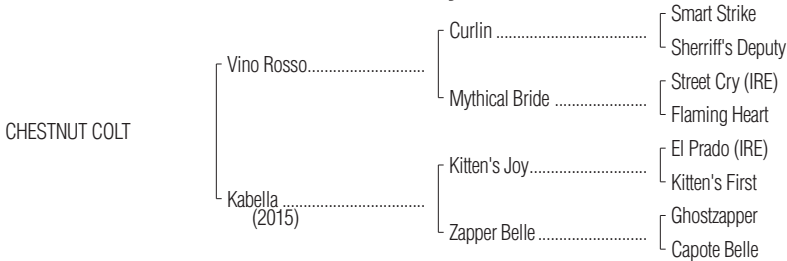 Smart Strike
Curlin ................................................
Sherriff's Deputy
Vino Rosso.............................
Street Cry (IRE)
Mythical Bride .............................
Flaming Heart
CHESTNUT COLT
El Prado (IRE)
Kitten's Joy.....................................
Kitten's First
Kabella .....................................
(2015)
Ghostzapper
Zapper Belle .................................
Capote Belle